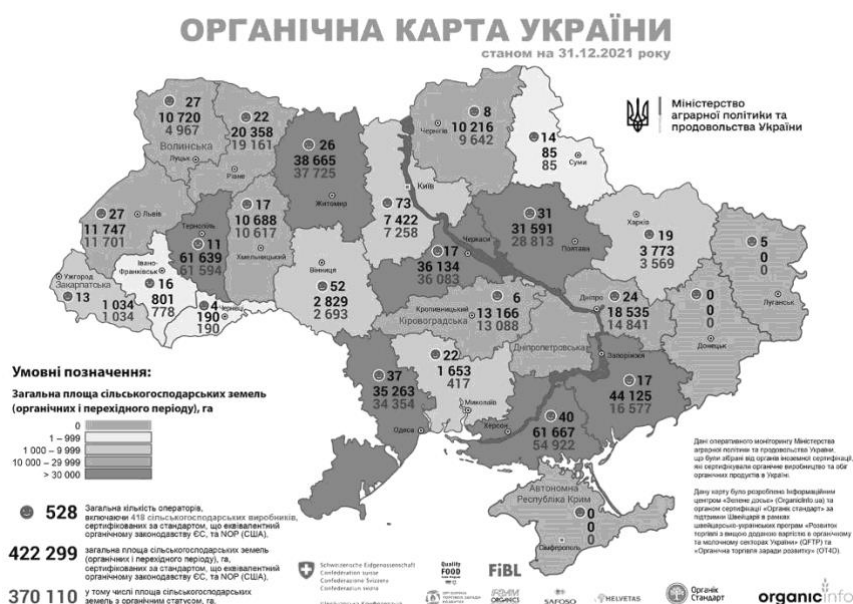 ОРГАНІЧНА КАРТА УКРАЇНИ
станом на 31.12.2021 року
Міністерство
аграрної політики та
продовольства України
27
10 720
4 967
Волинська
Луцьк
22
20 358
19 161
Рівне
26
38 665
37 725
Житомир
8
10 216
9 642
Чернігів
14
85
85
Суми
73
7 422
7 258
Київ
27
11 747
11 701
Львів
Тернопіль
11
61 639
61 594
17
10 688
10 617
Хмельницький
31
31 591
28 813
Полтава
Харків
19
3 773
3 569
5
0
0
Луганськ
Ужгород
Закарпатська
13
1 034
1 034
Івано-
Франківськ
16
801
778
4
190
190
Вінниця
52
2 829
2 693
17
36 134
36 083
Черкаси
6
Кропивницький
Кіровоградська
13 166
13 088
Дніпро
24
18 535
14 841
Дніпропетровська
0
0
0
Донецьк
37
35 263
34 354
Одеса
22
1 653
417
Миколаїв
Запоріжжя
17
44 125
16 577
40
61 667
54 922
Херсон
Автономна
Республіка Крим
0
0
0
Сімферополь
Умовні позначення:
Загальна площа сільськогосподарських земель
(органічних і перехідного періоду), га
0
1 – 999
1 000 – 9 999
10 000 - 29 999
> 30 000
528
Загальна кількість операторів,
включаючи 418 сільськогосподарських виробників,
сертифікованих за стандартом, що еквівалентний
органічному законодавству ЄС, та NOP (США).
422 299
загальна площа сільськогосподарських земель
(органічних і перехідного періоду), га,
сертифікованих за стандартом, що еквівалентний
органічному законодавству ЄС, та NOP (США).
370 110
у тому числі площа сільськогосподарських
земель з органічним статусом, га.
Дані оперативного моніторингу Міністерства
аграрної політики та продовольства України,
що були зібрані від органів іноземної сертифікації,
які сертифікували органічне виробництво та обіг
органічних продуктів в Україні.
Дану карту було розроблено Інформаційним
центром «Зелене досьє» (OrganicInfo.ua) та
органом сертифікації «Органік стандарт» за
підтримки Швейцарії в рамках
швейцарсько-українських програм «Розвиток
торгівлі з вищою доданою вартістю в органічному
та молочному секторах України» (QFTP) та
«Органічна торгівля заради розвитку» (OT4D).
Schweizerische Eidgenossenschaft
Confédération suisse
Confederazione Svizzera
Confederaziun svizra
Quality
FOOD
FiBL
IFOAM
ORGANICS
SAFOSO
HELVETAS
Органік
Стандарт
organicinfo